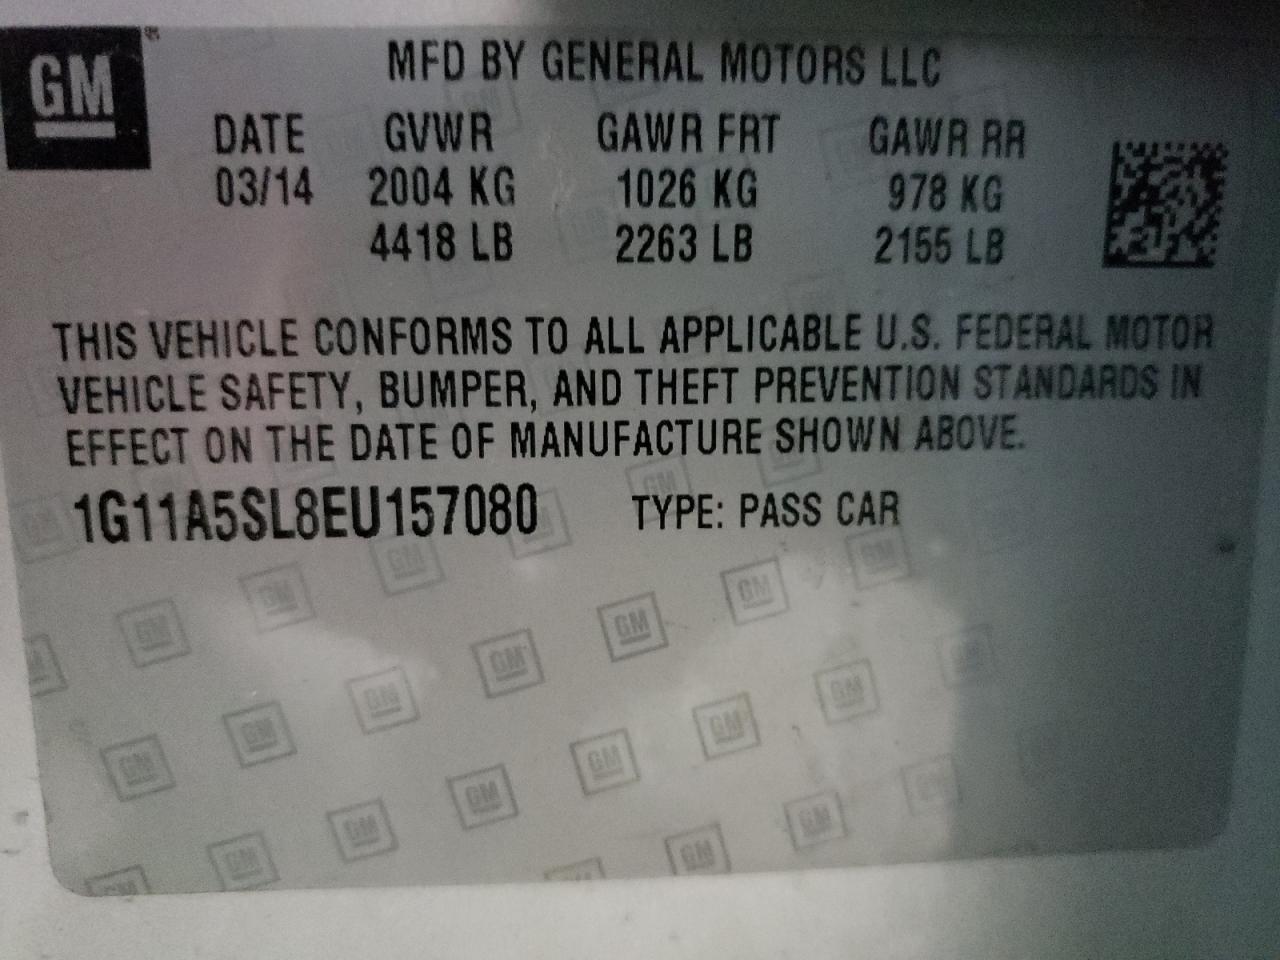 GM
MFD BY GENERAL MOTORS LLC
DATE GVWR GAWR FRT GAWR RR
03/14 2004 KG 1026 KG 978 KG
4418 LB 2263 LB 2155 LB
THIS VEHICLE CONFORMS TO ALL APPLICABLE U.S. FEDERAL MOTOR
VEHICLE SAFETY, BUMPER, AND THEFT PREVENTION STANDARDS IN
EFFECT ON THE DATE OF MANUFACTURE SHOWN ABOVE.
1G11A5SL8EU157080 TYPE: PASS CAR